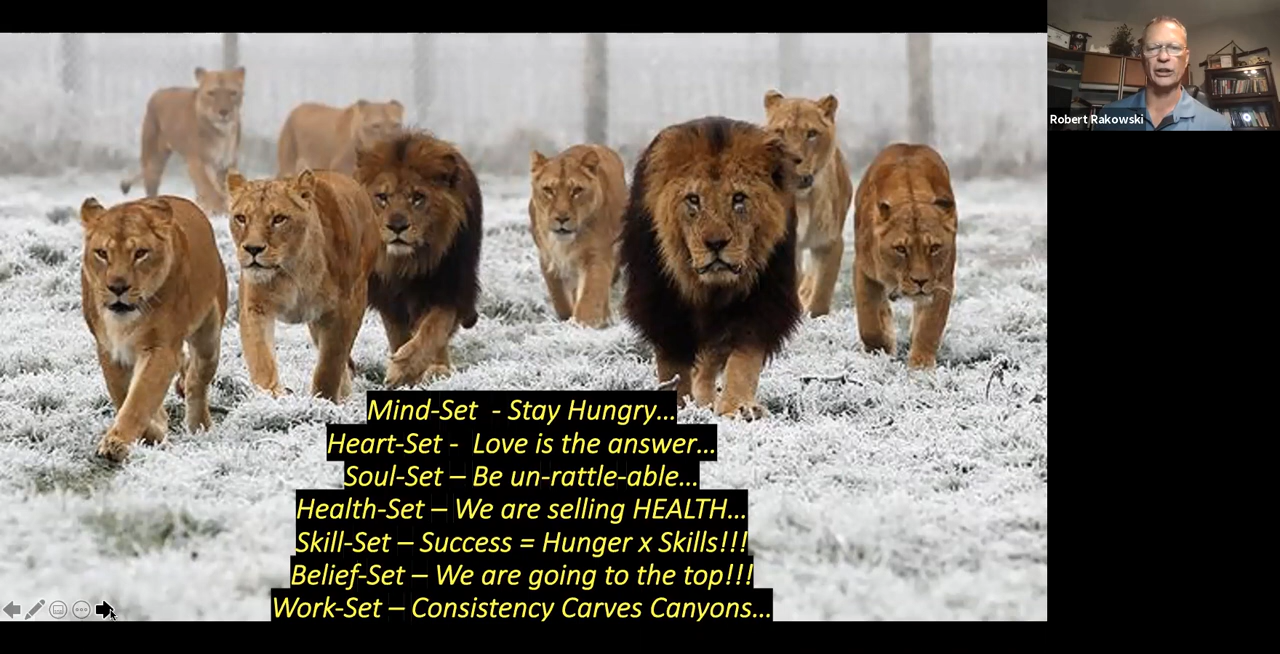 Robert Rakowski
Mind-Set - Stay Hungry...
Heart-Set - Love is the answer...
Soul-Set – Be un-rattle-able...
Health-Set – We are selling HEALTH...
Skill-Set – Success = Hunger x Skills!!!
Belief-Set – We are going to the top!!!
Work-Set – Consistency Carves Canyons...